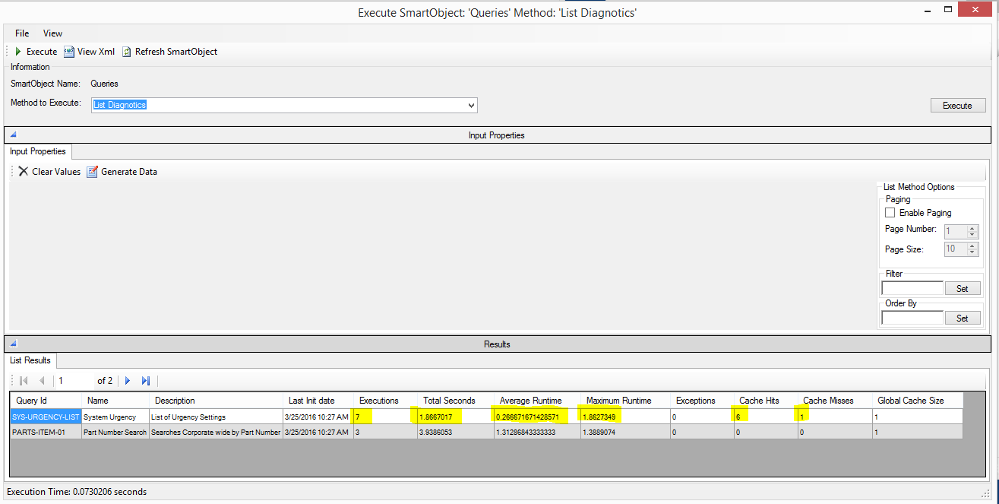 Execute SmartObject: 'Queries' Method: 'List Diagnotics'
File View
Execute View Xml Refresh SmartObject
Information
SmartObject Name: Queries
Method to Execute: List Diagnotics
Execute
Input Properties
Input Properties
Clear Values Generate Data
List Method Options
Paging
Enable Paging
Page Number: 1
Page Size: 10
Filter
Set
Order By
Set
Results
List Results
1 of 2
Query Id Name Description Last Init date Executions Total Seconds Average Runtime Maximum Runtime Exceptions Cache Hits Cache Misses Global Cache Size
SYS-URGENCY-LIST System Urgency List of Urgency Settings 3/25/2016 10:27 AM 7 1.8667017 0.266671671428571 1.8627349 0 6 1 1
PARTS-ITEM-01 Part Number Search Searches Corporate wide by Part Number 3/25/2016 10:27 AM 3 3.9386053 1.31286843333333 1.3889074 0 0 0 1
Execution Time: 0.0730206 seconds